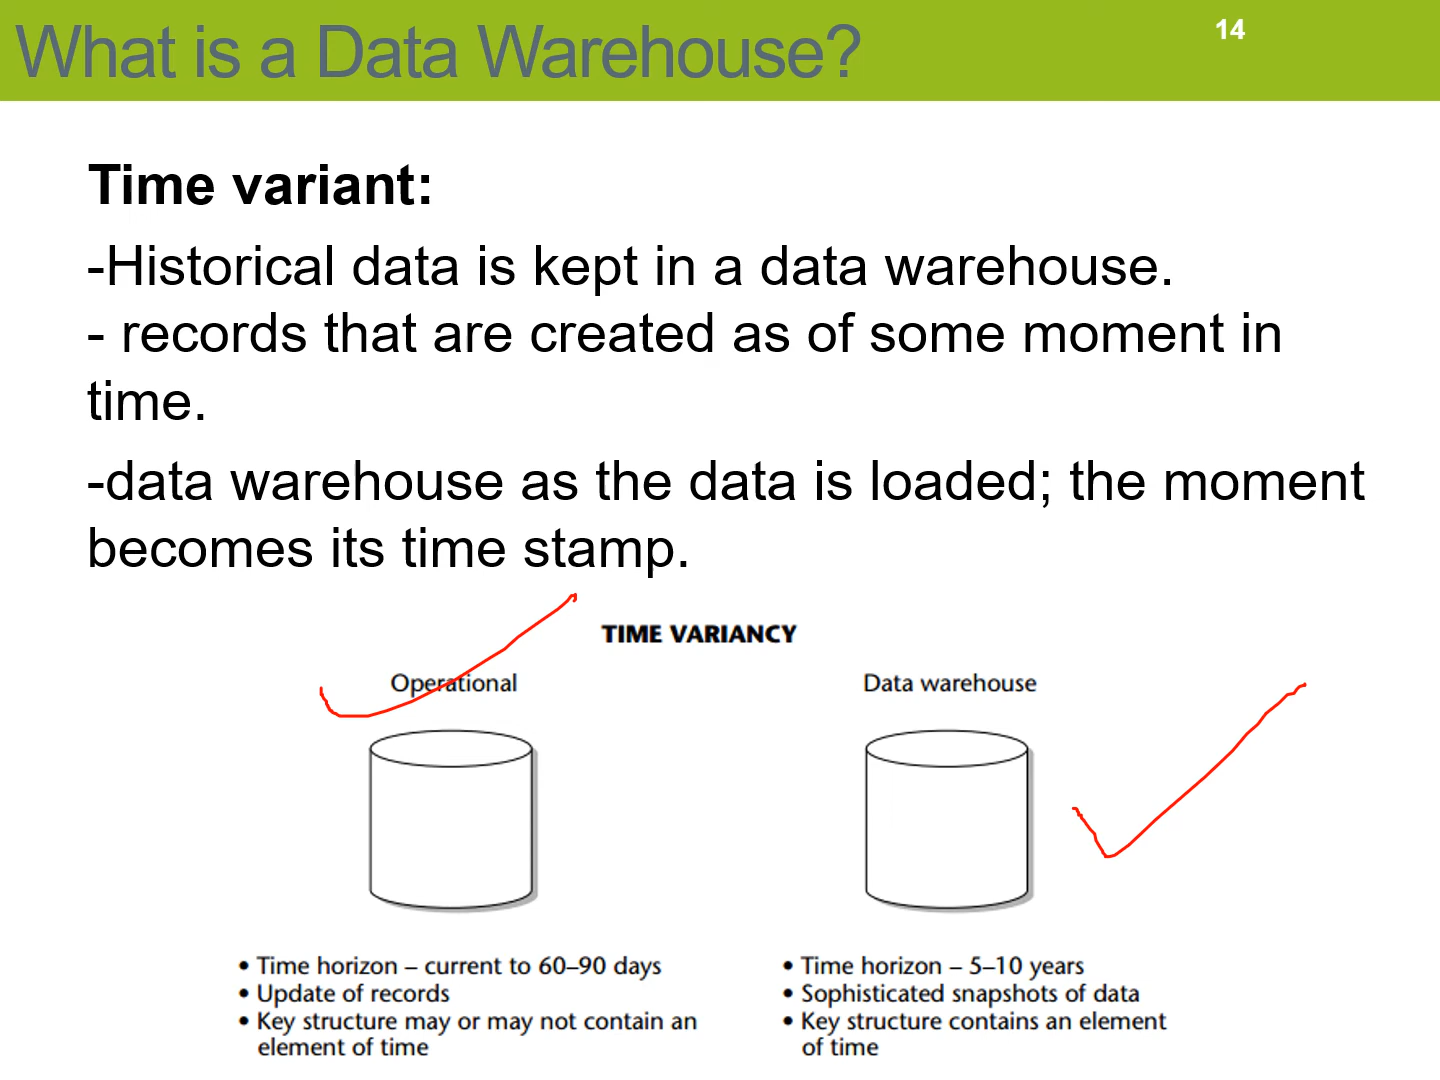 What is a Data Warehouse?
14
Time variant:
-Historical data is kept in a data warehouse.
- records that are created as of some moment in
time.
-data warehouse as the data is loaded; the moment
becomes its time stamp.
TIME VARIANCY
Operational
Data warehouse
• Time horizon – current to 60–90 days
• Update of records
• Key structure may or may not contain an
element of time
• Time horizon – 5–10 years
• Sophisticated snapshots of data
• Key structure contains an element
of time